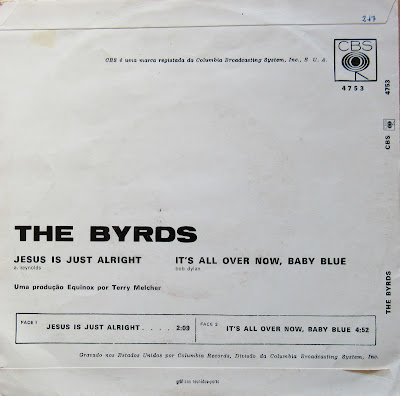 217
CBS é uma marca registada da Columbia Broadcasting System, Inc., E. U. A.
CBS
4753
4753
CBS
THE BYRDS
THE BYRDS
JESUS IS JUST ALRIGHT IT'S ALL OVER NOW, BABY BLUE
a. reynolds bob dylan
Uma produção Equinox por Terry Melcher
FACE 1 JESUS IS JUST ALRIGHT . . . . 2:09 FACE 2 IT'S ALL OVER NOW, BABY BLUE 4:52
Gravado nos Estados Unidos por Columbia Records, Divisão da Columbia Broadcasting System, Inc.